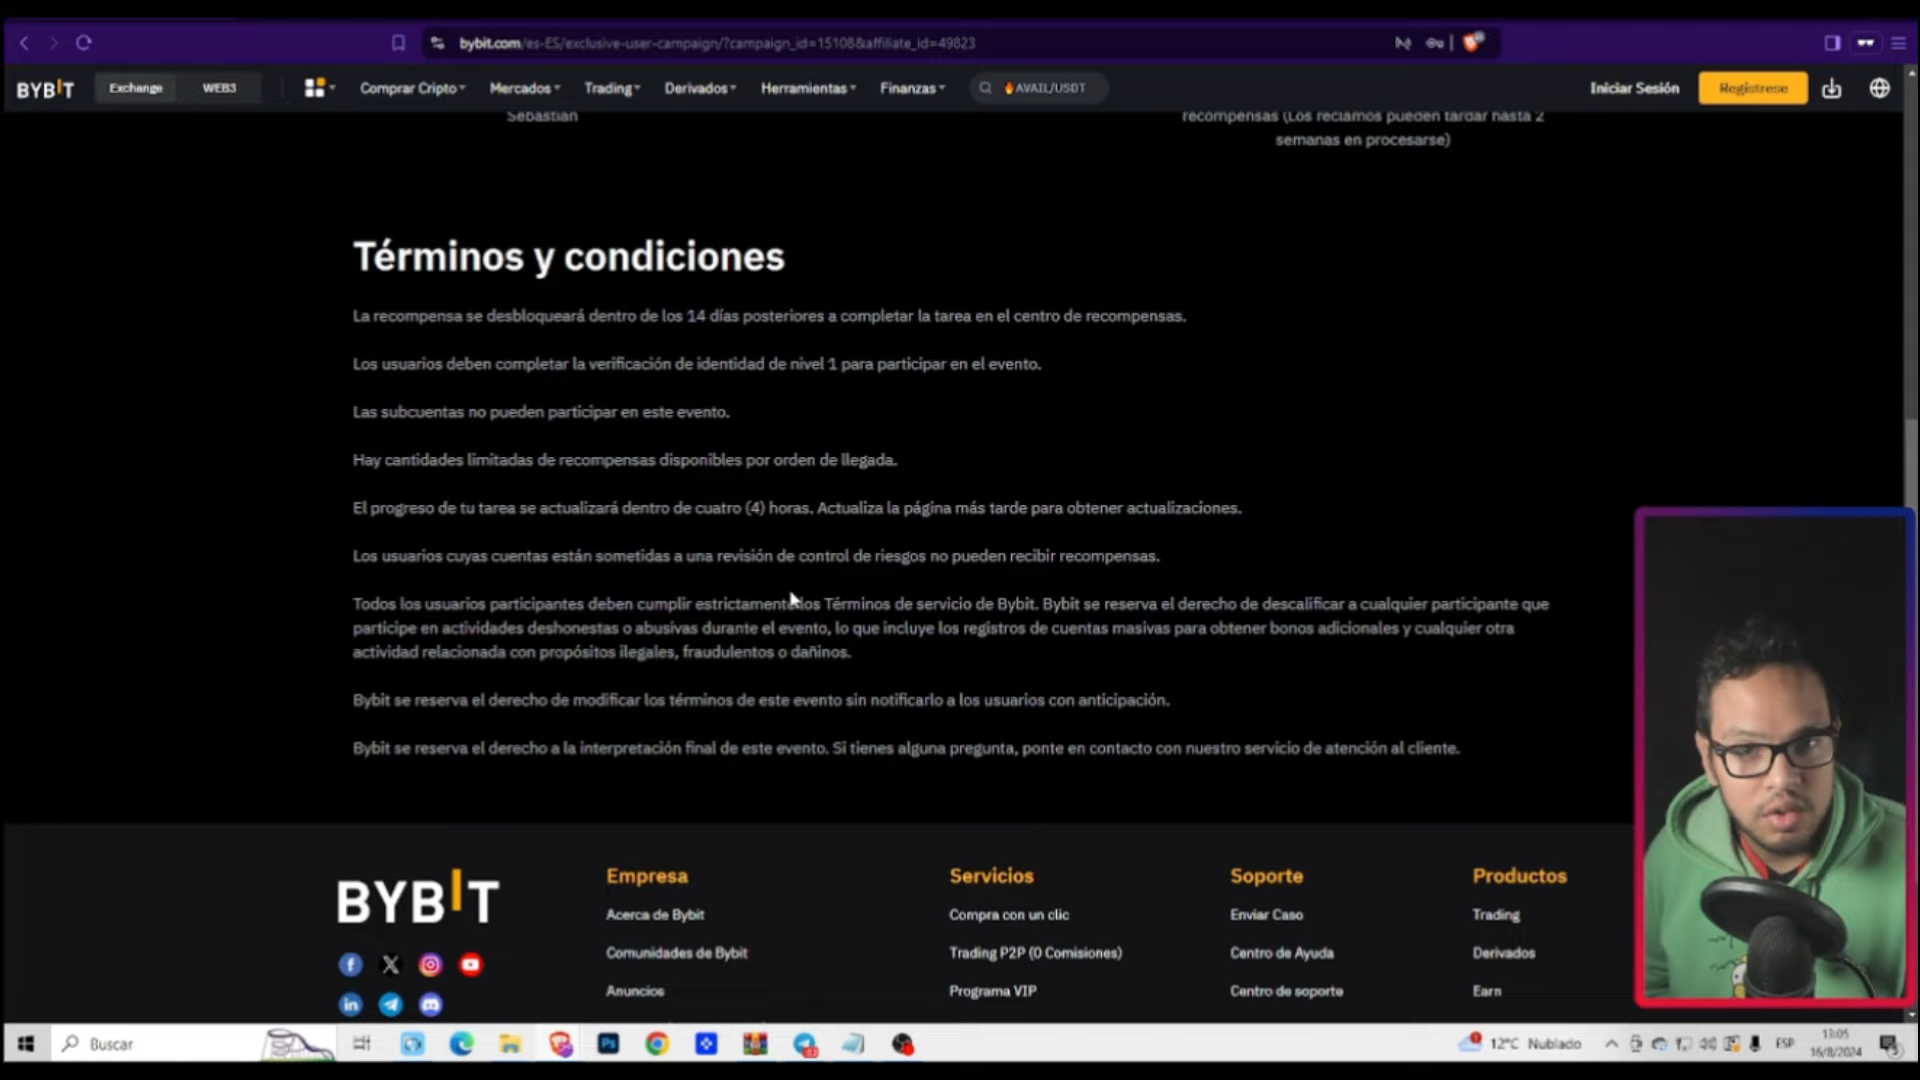 bybit.com/es-ES/exclusive-user-campaign/?campaign_id=15108&affiliate_id=49823
BYBIT Exchange WEB3 Comprar Cripto Mercados Trading Derivados Herramientas Finanzas AVAIL/USDT Iniciar Sesión Regístrese
Sebastian
recompensas (Los reclamos pueden tardar hasta 2
semanas en procesarse)
Términos y condiciones
La recompensa se desbloqueará dentro de los 14 días posteriores a completar la tarea en el centro de recompensas.
Los usuarios deben completar la verificación de identidad de nivel 1 para participar en el evento.
Las subcuentas no pueden participar en este evento.
Hay cantidades limitadas de recompensas disponibles por orden de llegada.
El progreso de tu tarea se actualizará dentro de cuatro (4) horas. Actualiza la página más tarde para obtener actualizaciones.
Los usuarios cuyas cuentas están sometidas a una revisión de control de riesgos no pueden recibir recompensas.
Todos los usuarios participantes deben cumplir estrictamente los Términos de servicio de Bybit. Bybit se reserva el derecho de descalificar a cualquier participante que
participe en actividades deshonestas o abusivas durante el evento, lo que incluye los registros de cuentas masivas para obtener bonos adicionales y cualquier otra
actividad relacionada con propósitos ilegales, fraudulentos o dañinos.
Bybit se reserva el derecho de modificar los términos de este evento sin notificarlo a los usuarios con anticipación.
Bybit se reserva el derecho a la interpretación final de este evento. Si tienes alguna pregunta, ponte en contacto con nuestro servicio de atención al cliente.
BYBIT
Empresa
Acerca de Bybit
Comunidades de Bybit
Anuncios
Servicios
Compra con un clic
Trading P2P (0 Comisiones)
Programa VIP
Soporte
Enviar Caso
Centro de Ayuda
Centro de soporte
Productos
Trading
Derivados
Earn
Buscar
12°C Nublado
ESP
13:05
16/8/2024